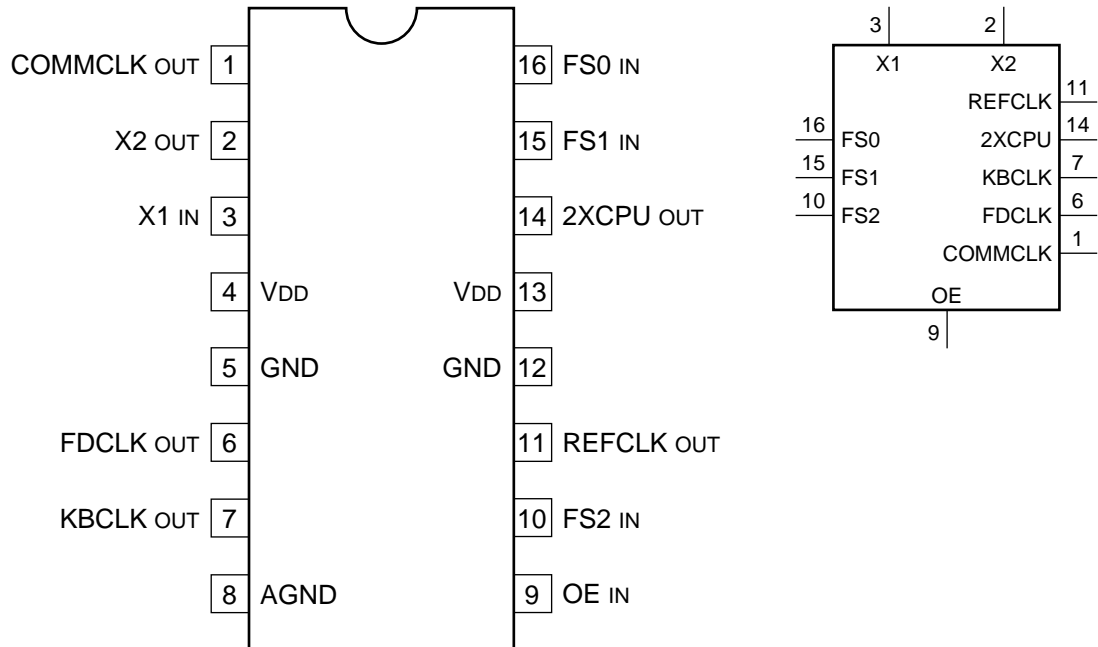 COMMCLK OUT 1
X2 OUT 2
X1 IN 3
4 VDD
5 GND
FDCLK OUT 6
KBCLK OUT 7
8 AGND
16 FS0 IN
15 FS1 IN
14 2XCPU OUT
VDD 13
GND 12
11 REFCLK OUT
10 FS2 IN
9 OE IN
3 2
X1 X2
REFCLK 11
16 FS0 2XCPU 14
15 FS1 KBCLK 7
10 FS2 FDCLK 6
COMMCLK 1
OE
9